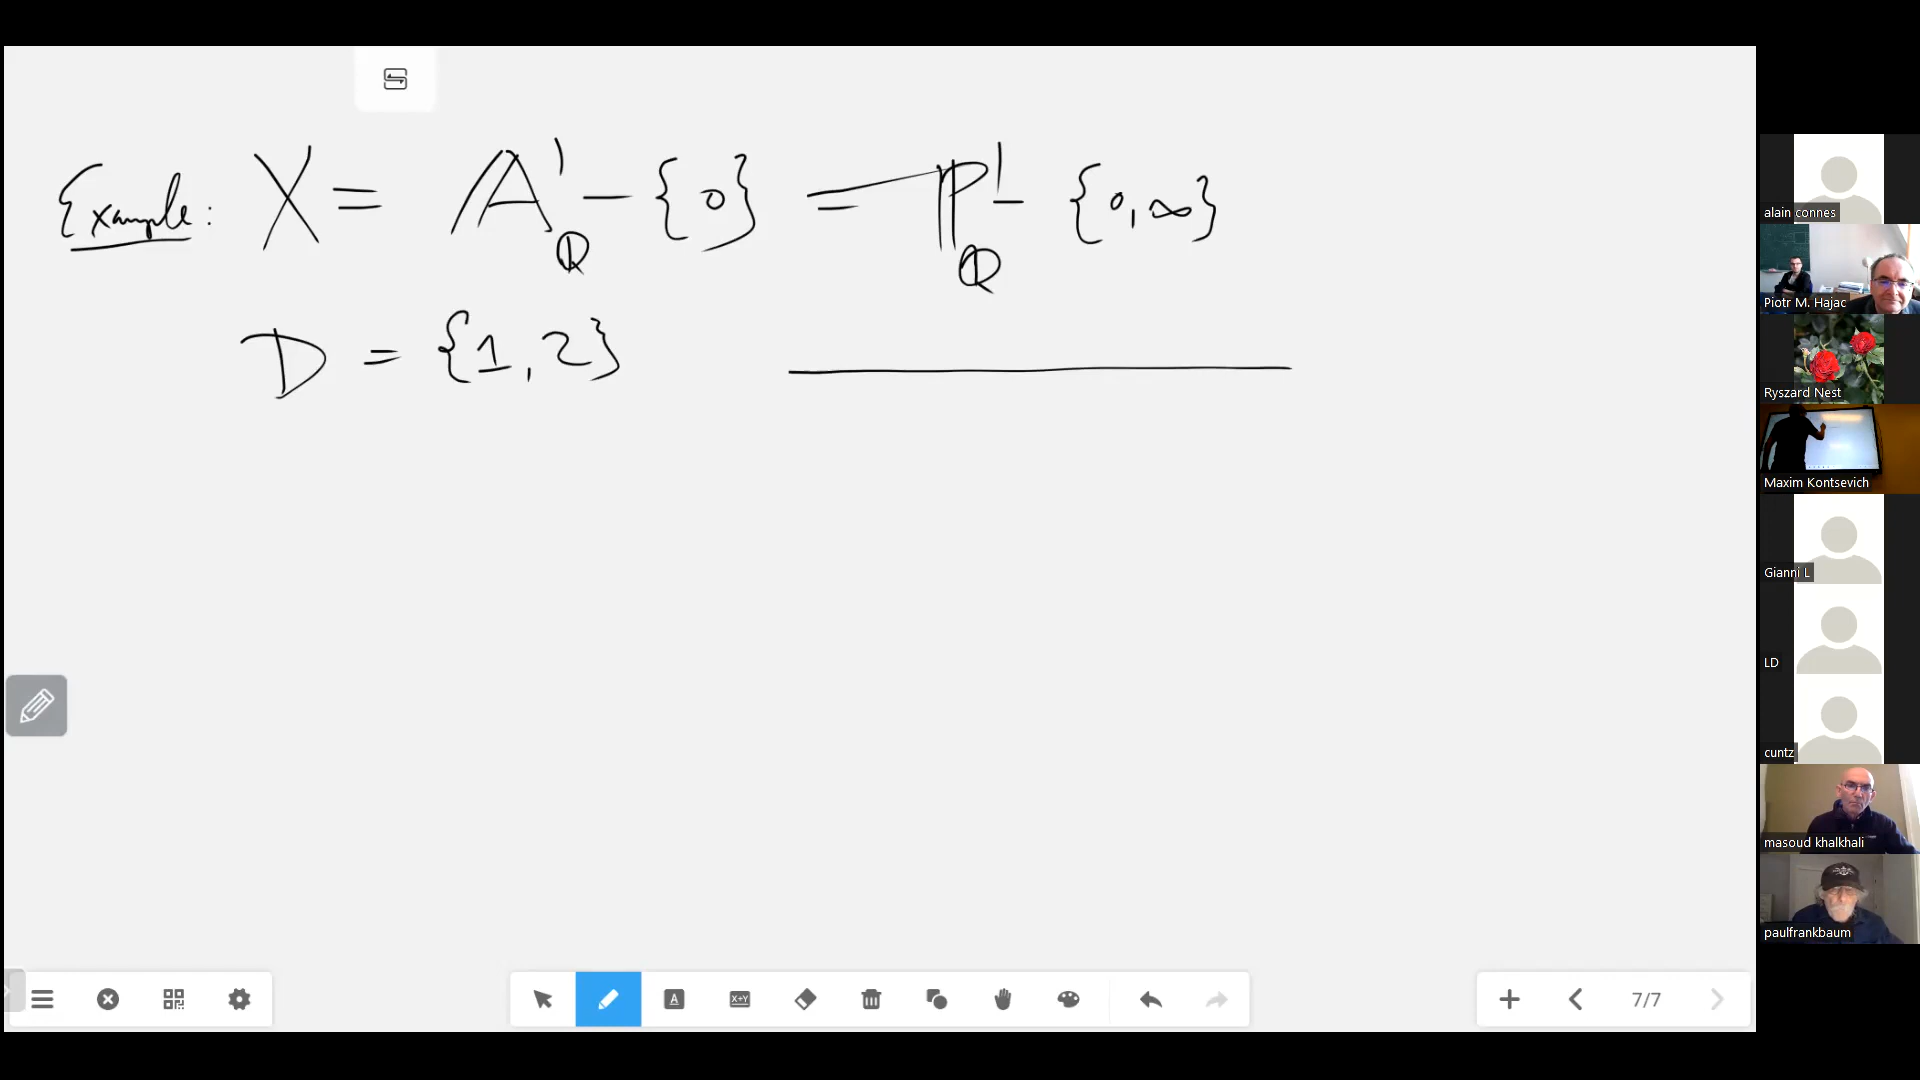 Example: X = 𝔸¹_ℚ − {0} = ℙ¹_ℚ − {0, ∞}
D = {1, 2}
alain connes
Piotr M. Hajac
Ryszard Nest
Maxim Kontsevich
Gianni L
LD
cuntz
masoud khalkhali
paulfrankbaum
A
X+Y
7/7